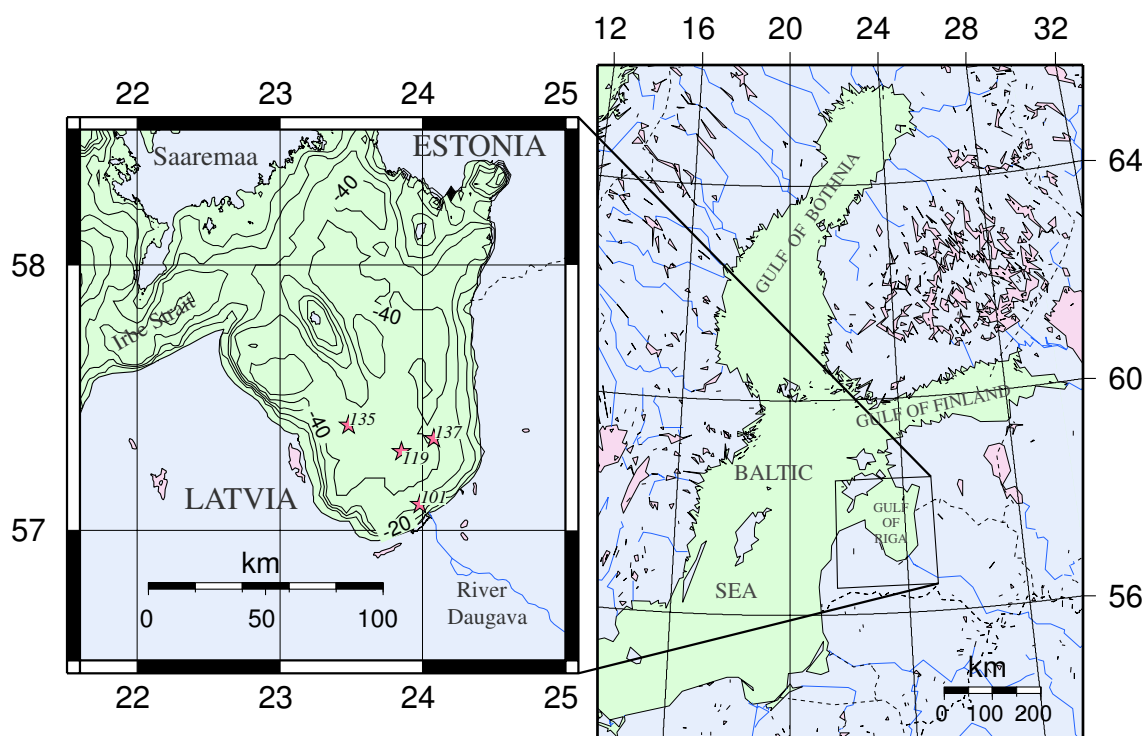 22 23 24 25
Saaremaa
ESTONIA
-40
58
Irbe Strait
-40
-40
135
137
119
101
LATVIA
-20
57
km
0 50 100
River
Daugava
22 23 24 25
12 16 20 24 28 32
64
GULF OF BOTHNIA
60
GULF OF FINLAND
BALTIC
GULF
OF
RIGA
SEA
56
km
0 100 200